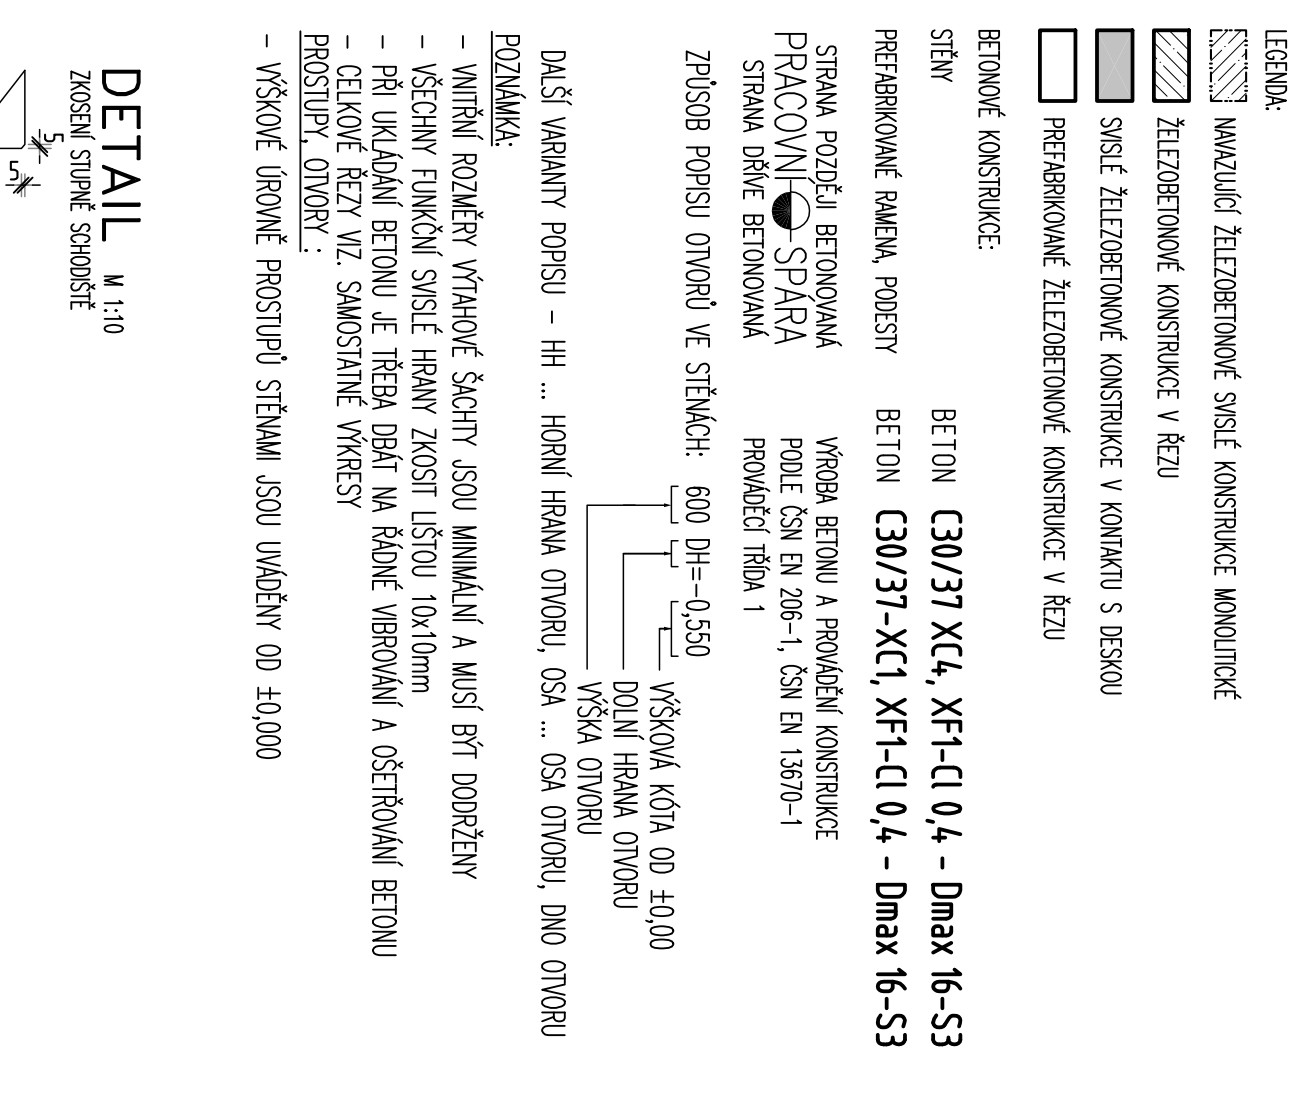 LEGENDA:
NAVAZUJÍCÍ ŽELEZOBETONOVÉ SVISLÉ KONSTRUKCE MONOLITICKÉ
ŽELEZOBETONOVÉ KONSTRUKCE V ŘEZU
SVISLÉ ŽELEZOBETONOVÉ KONSTRUKCE V KONTAKTU S DESKOU
PREFABRIKOVANÉ ŽELEZOBETONOVÉ KONSTRUKCE V ŘEZU
BETONOVÉ KONSTRUKCE:
STĚNY BETON C30/37 XC4, XF1-Cl 0,4 - Dmax 16-S3
PREFABRIKOVANÉ RAMENA, PODESTY BETON C30/37-XC1, XF1-Cl 0,4 - Dmax 16-S3
STRANA POZDĚJI BETONOVANÁ
PRACOVNÍ SPÁRA
STRANA DŘÍVE BETONOVANÁ
VÝROBA BETONU A PROVÁDĚNÍ KONSTRUKCE
PODLE ČSN EN 206-1, ČSN EN 13670-1
PROVÁDĚCÍ TŘÍDA 1
ZPŮSOB POPISU OTVORŮ VE STĚNÁCH: 600 DH=-0,550
VÝŠKOVÁ KÓTA OD ±0,00
DOLNÍ HRANA OTVORU
VÝŠKA OTVORU
DALŠÍ VARIANTY POPISU - HH ... HORNÍ HRANA OTVORU, OSA ... OSA OTVORU, DNO OTVORU
POZNÁMKA:
- VNITŘNÍ ROZMĚRY VÝTAHOVÉ ŠACHTY JSOU MINIMÁLNÍ A MUSÍ BÝT DODRŽENY
- VŠECHNY FUNKČNÍ SVISLÉ HRANY ZKOSIT LIŠTOU 10x10mm
- PŘI UKLÁDÁNÍ BETONU JE TŘEBA DBÁT NA ŘÁDNÉ VIBROVÁNÍ A OŠETŘOVÁNÍ BETONU
- CELKOVÉ ŘEZY VIZ. SAMOSTATNÉ VÝKRESY
PROSTUPY, OTVORY :
- VÝŠKOVÉ ÚROVNĚ PROSTUPŮ STĚNAMI JSOU UVÁDĚNY OD ±0,000
DETAIL M 1:10
ZKOSENÍ STUPNĚ SCHODIŠTĚ
5
5